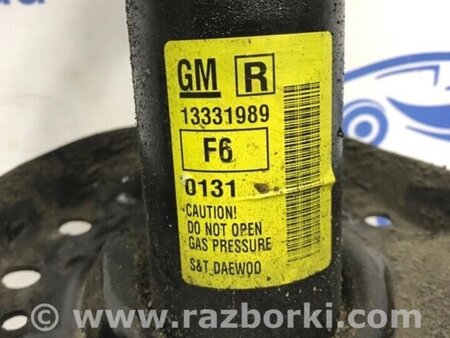 GM R
13331989
F6
0131
CAUTION!
DO NOT OPEN
GAS PRESSURE
S&T DAEWOO
www.razborki.com